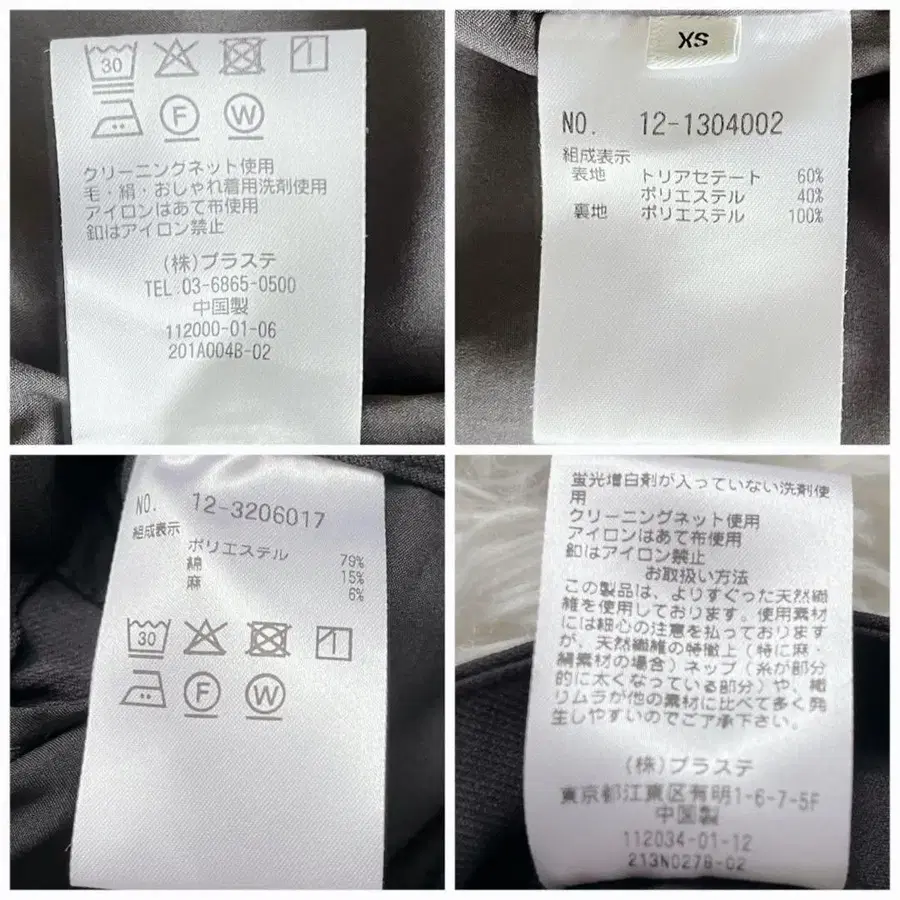 30
F
W
クリーニングネット使用
毛・絹・おしゃれ着用洗剤使用
アイロンはあて布使用
釦はアイロン禁止
(株)プラステ
TEL.03-6865-0500
中国製
112000-01-06
201A004B-02
XS
NO. 12-1304002
組成表示
表地 トリアセテート 60%
ポリエステル 40%
裏地 ポリエステル 100%
NO. 12-3206017
組成表示
ポリエステル 79%
綿 15%
麻 6%
30
F
W
蛍光増白剤が入っていない洗剤使
用
クリーニングネット使用
アイロンはあて布使用
釦はアイロン禁止
お取扱い方法
この製品は、よりすぐった天然繊
維を使用しております。使用素材
には細心の注意を払っております
が、天然繊維の特徴上(特に麻・
絹素材の場合)ネップ(糸が部分
的に太くなっている部分)や、織
リムラが他の素材に比べて多く発
生しやすいのでご了承下さい。
(株)プラステ
東京都江東区有明1-6-7-5F
中国製
112034-01-12
213N027B-02